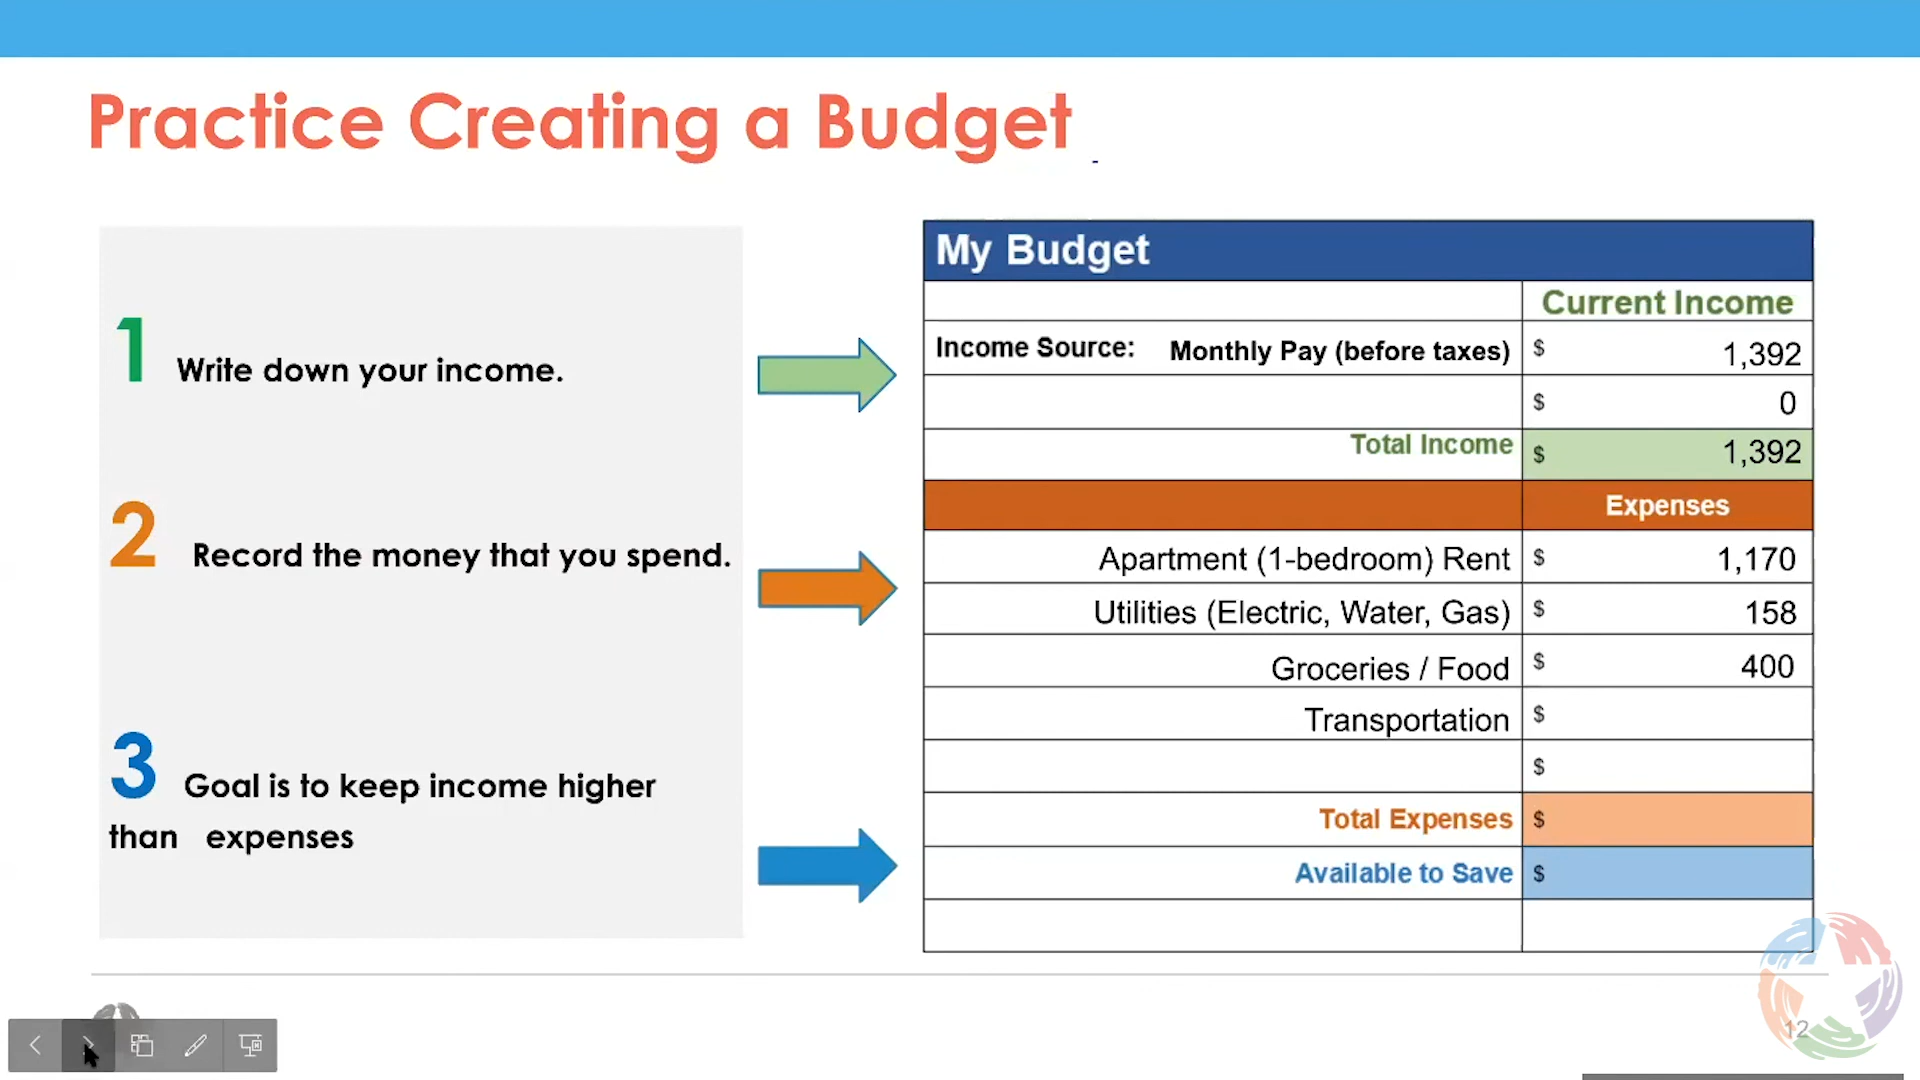 Practice Creating a Budget
1 Write down your income.
2 Record the money that you spend.
3 Goal is to keep income higher
than expenses
My Budget
Current Income
Income Source: Monthly Pay (before taxes) $ 1,392
$ 0
Total Income $ 1,392
Expenses
Apartment (1-bedroom) Rent $ 1,170
Utilities (Electric, Water, Gas) $ 158
Groceries / Food $ 400
Transportation $
$
Total Expenses $
Available to Save $
12